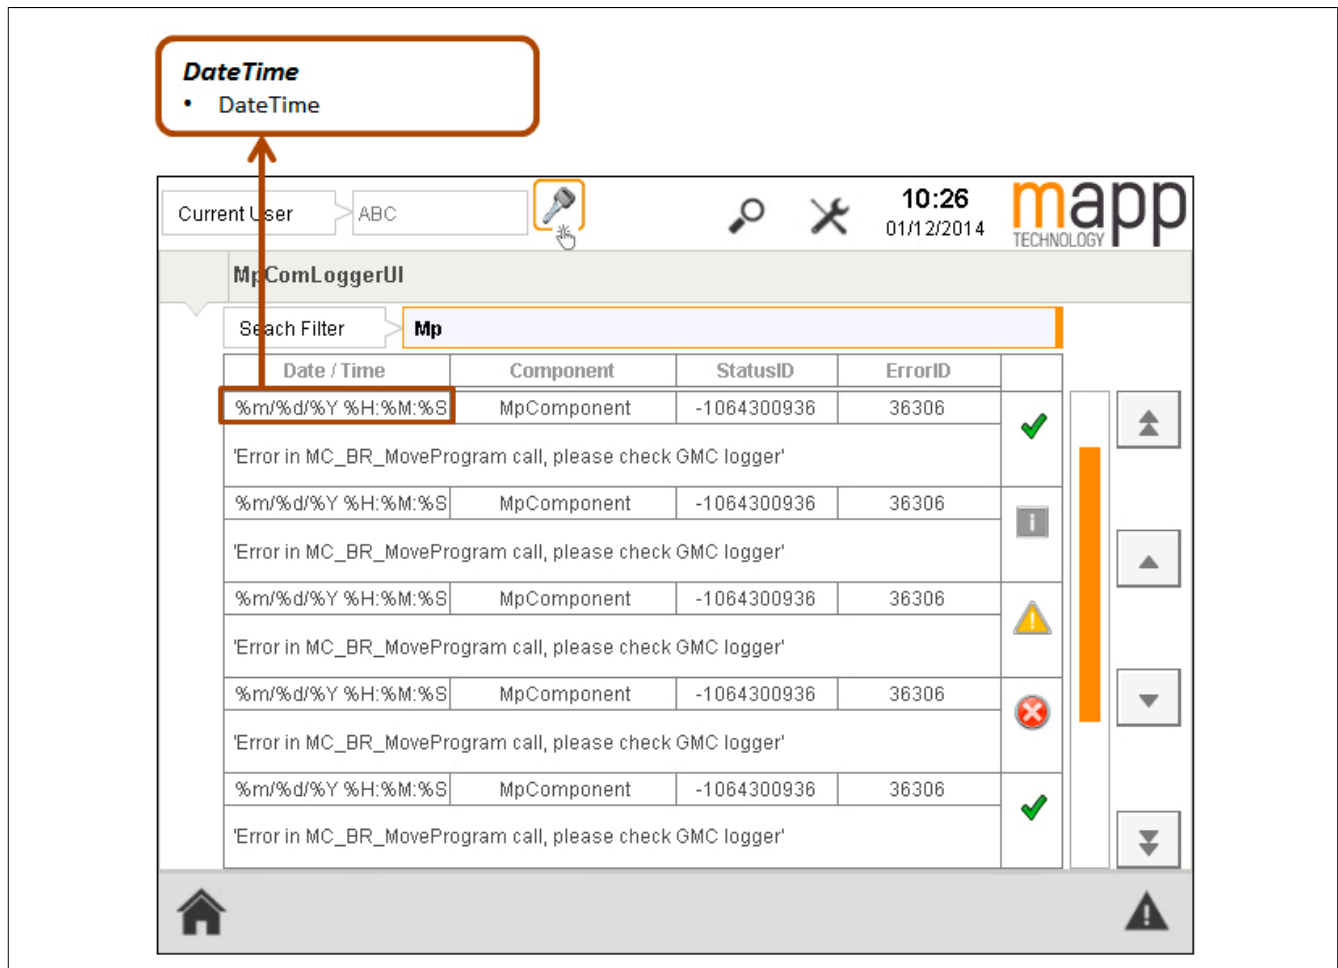 DateTime
• DateTime
Current User
ABC
10:26
01/12/2014
mapp
TECHNOLOGY
MpComLoggerUI
Seach Filter
Mp
Date / Time Component StatusID ErrorID
%m/%d/%Y %H:%M:%S MpComponent -1064300936 36306
'Error in MC_BR_MoveProgram call, please check GMC logger'
%m/%d/%Y %H:%M:%S MpComponent -1064300936 36306
'Error in MC_BR_MoveProgram call, please check GMC logger'
%m/%d/%Y %H:%M:%S MpComponent -1064300936 36306
'Error in MC_BR_MoveProgram call, please check GMC logger'
%m/%d/%Y %H:%M:%S MpComponent -1064300936 36306
'Error in MC_BR_MoveProgram call, please check GMC logger'
%m/%d/%Y %H:%M:%S MpComponent -1064300936 36306
'Error in MC_BR_MoveProgram call, please check GMC logger'